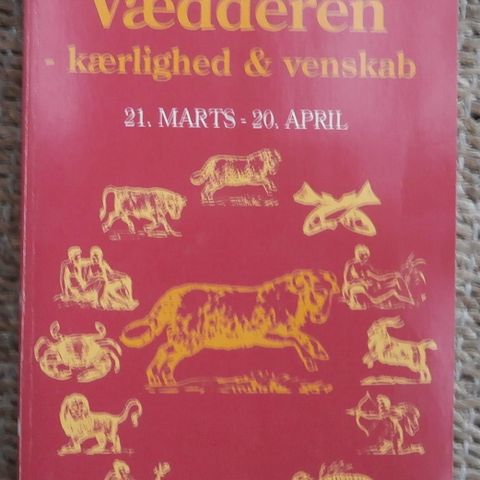 Vædderen
- kærlighed & venskab
21. MARTS - 20. APRIL